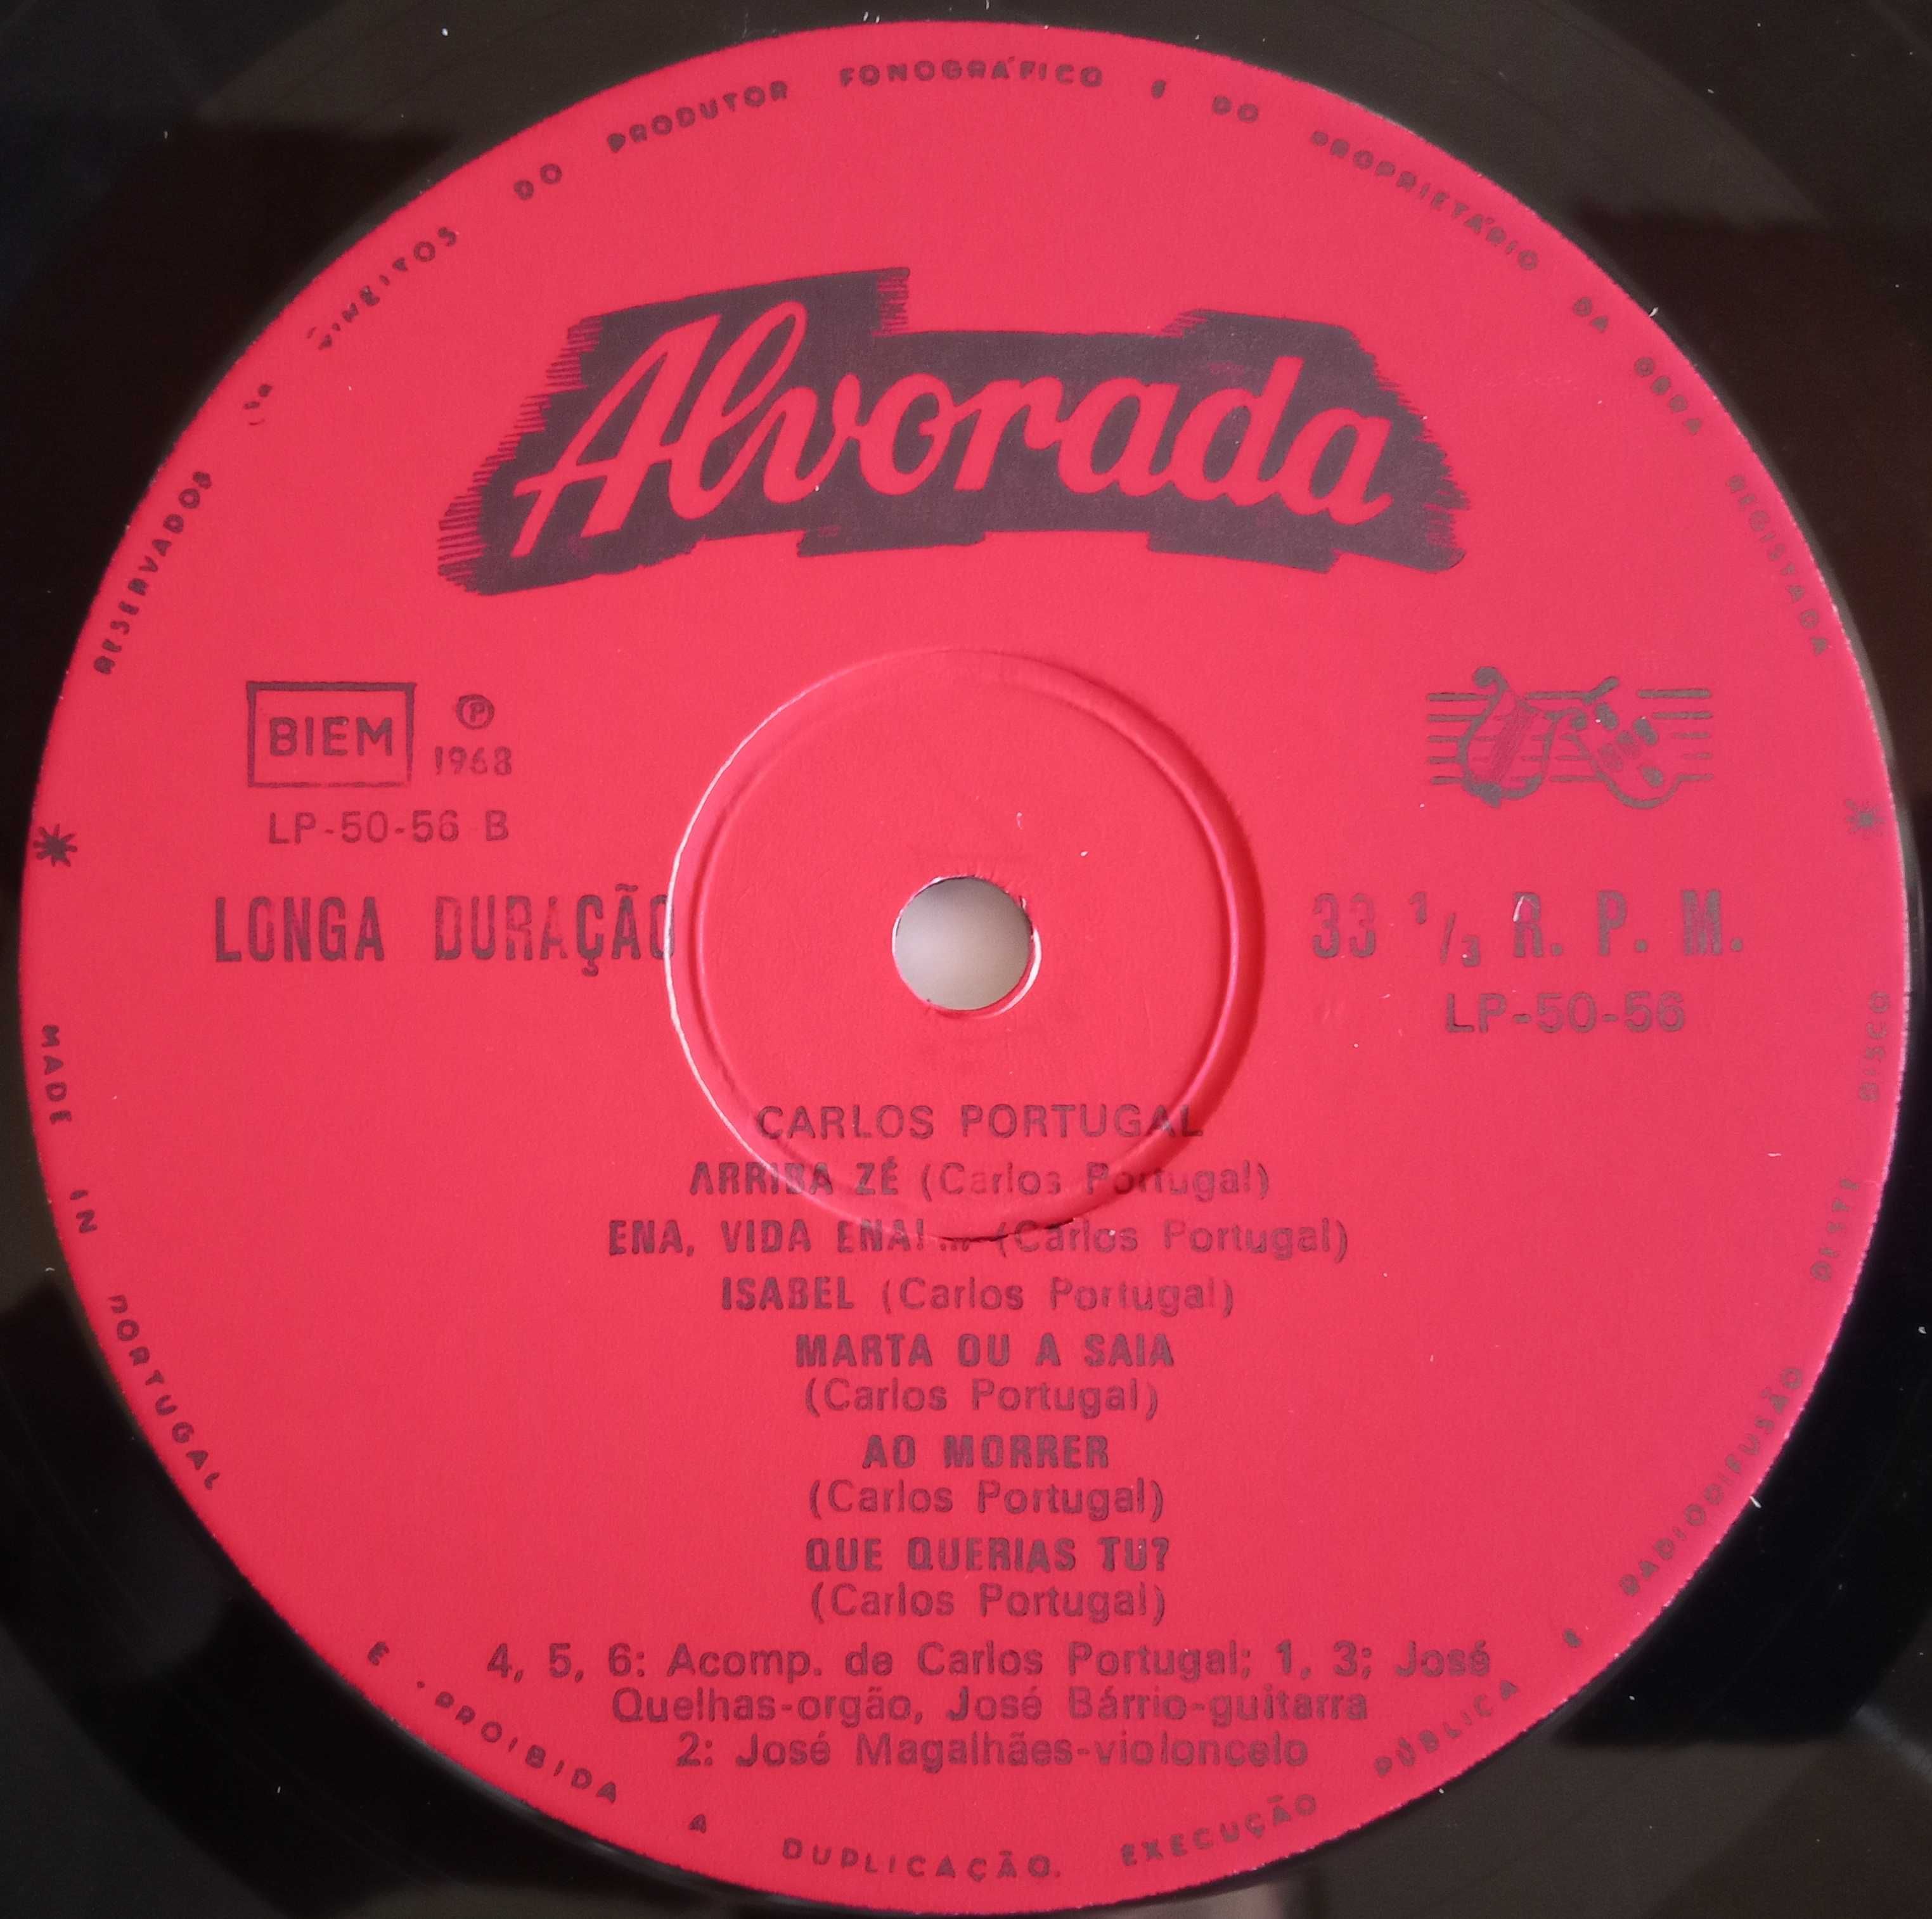 RESERVADOS OS DIREITOS DO PRODUTOR FONOGRÁFICO E DO PROPRIETÁRIO DA OBRA REGISTADA
Alvorada
BIEM
Ⓟ
1968
LP-50-56 B
LONGA DURAÇÃO
33 1/3 R. P. M.
LP-50-56
CARLOS PORTUGAL
ARRIBA ZÉ (Carlos Portugal)
ENA, VIDA ENA! ... (Carlos Portugal)
ISABEL (Carlos Portugal)
MARTA OU A SAIA
(Carlos Portugal)
AO MORRER
(Carlos Portugal)
QUE QUERIAS TU?
(Carlos Portugal)
4, 5, 6: Acomp. de Carlos Portugal; 1, 3; José
Quelhas-orgão, José Bárrio-guitarra
2: José Magalhães-violoncelo
MADE IN PORTUGAL
É PROIBIDA A DUPLICAÇÃO. EXECUÇÃO PÚBLICA E RADIODIFUSÃO DESTE DISCO